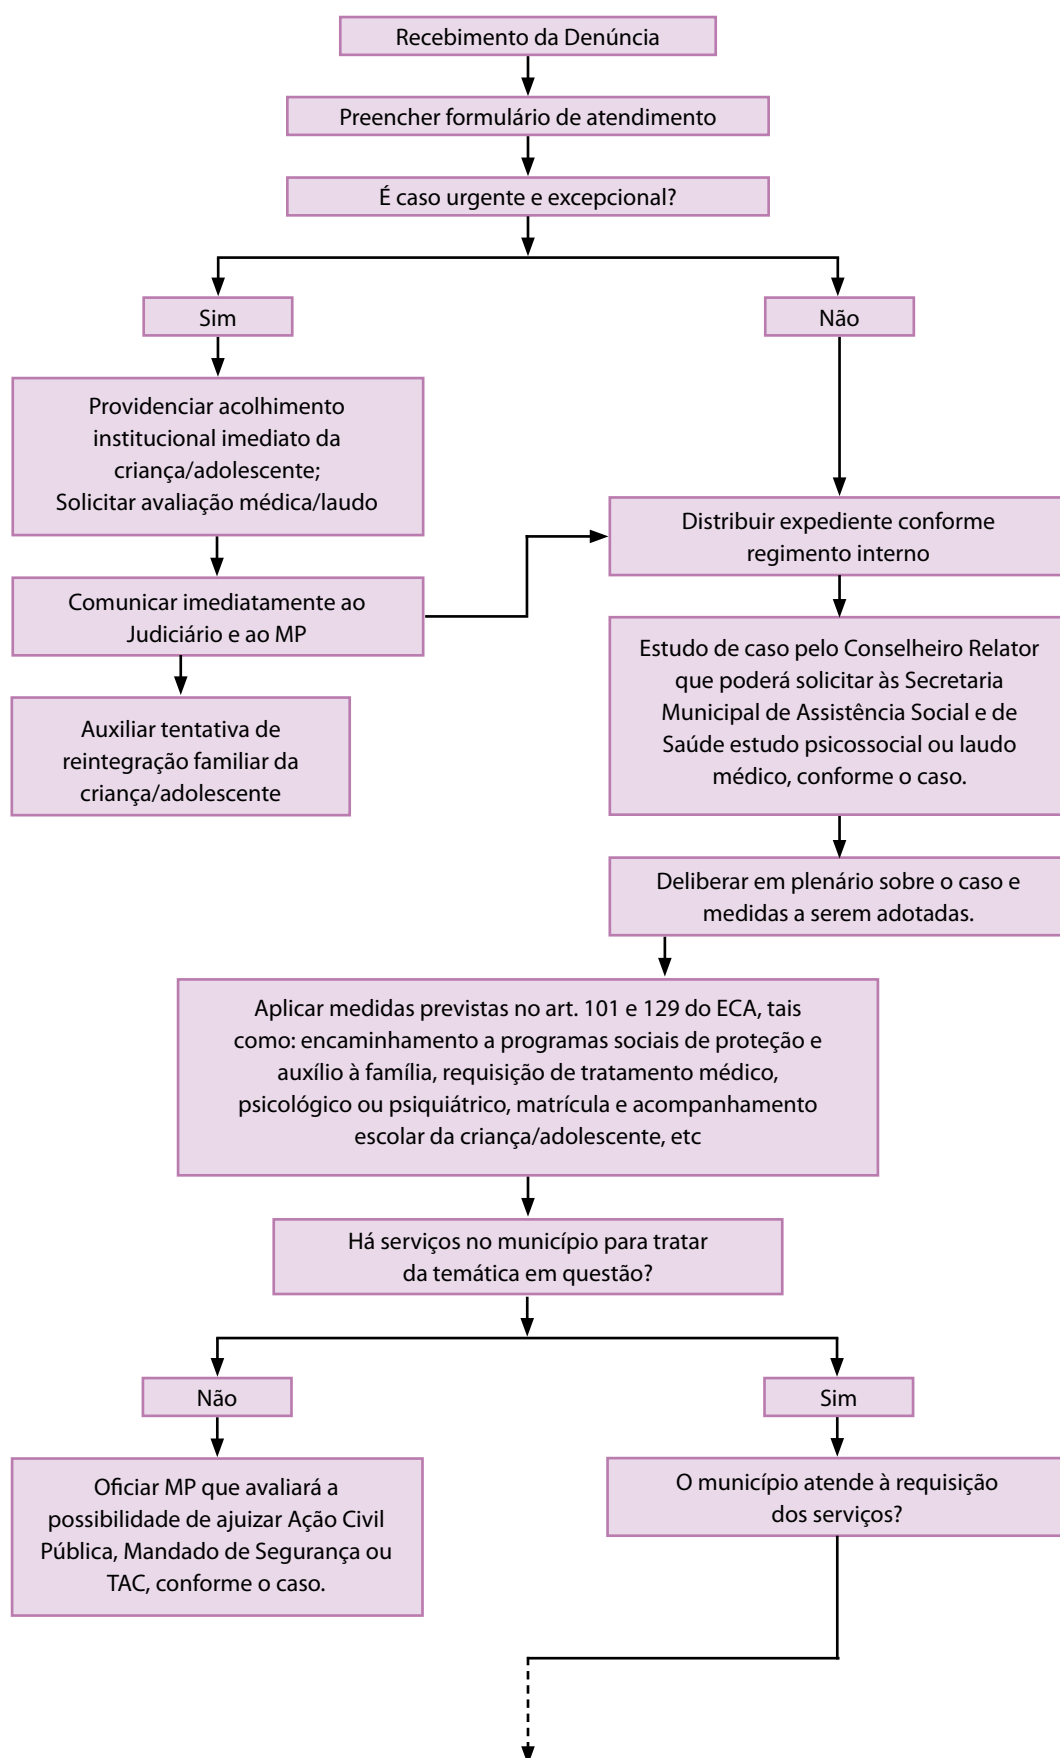 Recebimento da Denúncia
Preencher formulário de atendimento
É caso urgente e excepcional?
Sim
Não
Providenciar acolhimento
institucional imediato da
criança/adolescente;
Solicitar avaliação médica/laudo
Distribuir expediente conforme
regimento interno
Comunicar imediatamente ao
Judiciário e ao MP
Estudo de caso pelo Conselheiro Relator
que poderá solicitar às Secretaria
Municipal de Assistência Social e de
Saúde estudo psicossocial ou laudo
médico, conforme o caso.
Auxiliar tentativa de
reintegração familiar da
criança/adolescente
Deliberar em plenário sobre o caso e
medidas a serem adotadas.
Aplicar medidas previstas no art. 101 e 129 do ECA, tais
como: encaminhamento a programas sociais de proteção e
auxílio à família, requisição de tratamento médico,
psicológico ou psiquiátrico, matrícula e acompanhamento
escolar da criança/adolescente, etc
Há serviços no município para tratar
da temática em questão?
Não
Sim
Oficiar MP que avaliará a
possibilidade de ajuizar Ação Civil
Pública, Mandado de Segurança ou
TAC, conforme o caso.
O município atende à requisição
dos serviços?